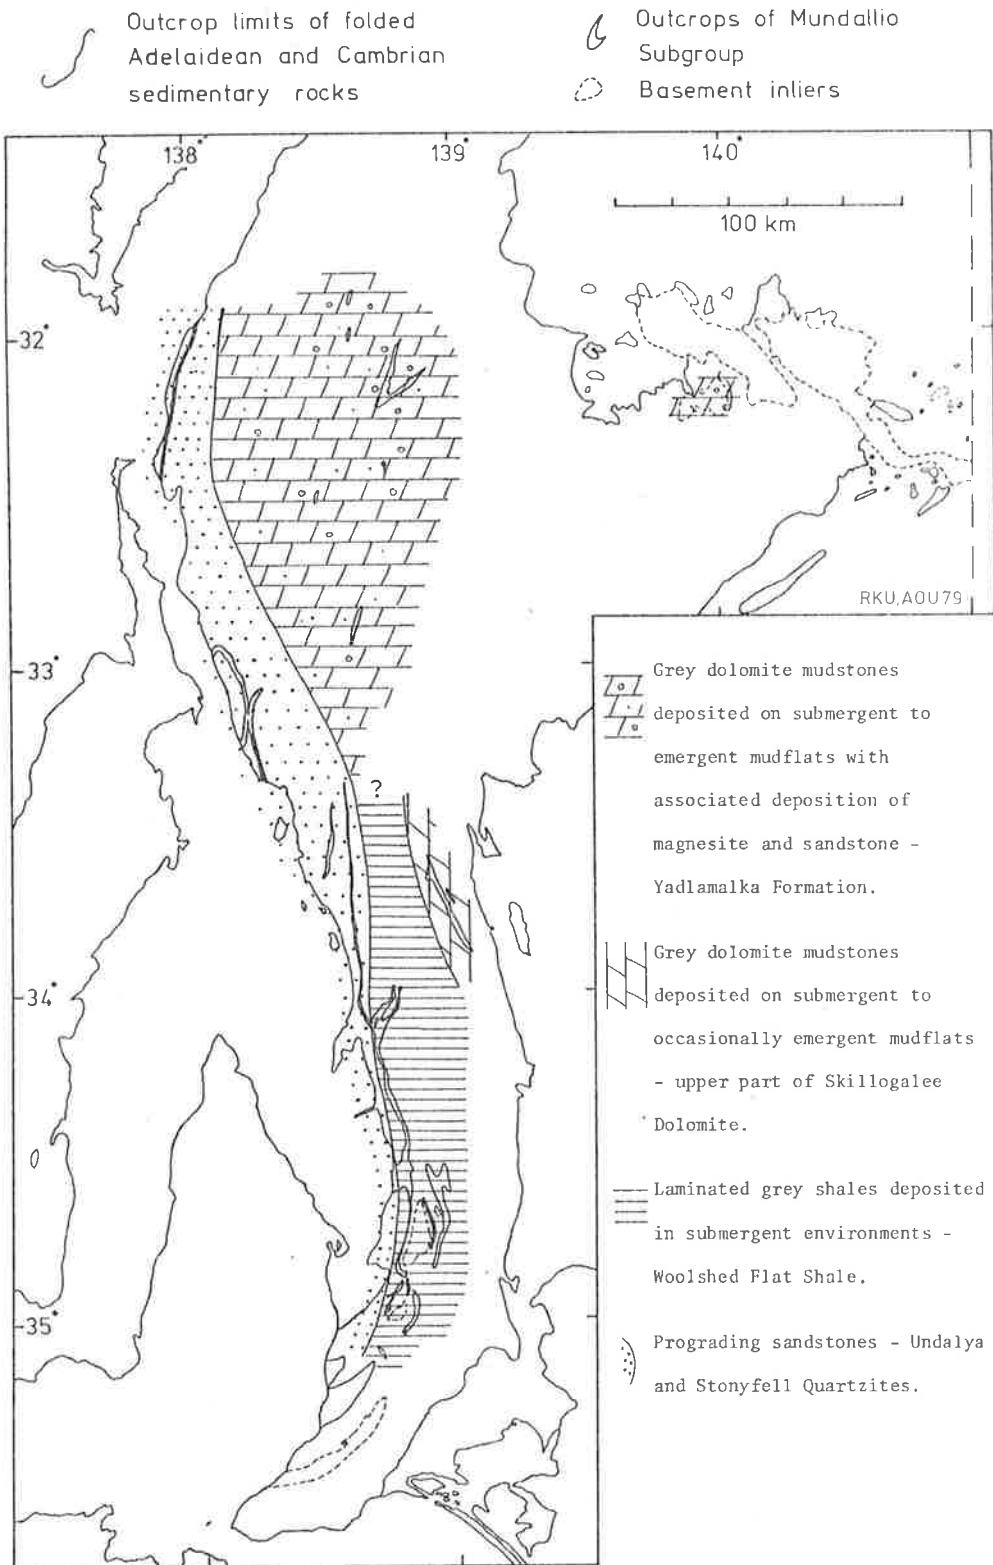 Outcrop limits of folded
Adelaidean and Cambrian
sedimentary rocks
Outcrops of Mundallio
Subgroup
Basement inliers
138°
139°
140°
100 km
32°
33°
34°
35°
?
RKU, AOU79
Grey dolomite mudstones
deposited on submergent to
emergent mudflats with
associated deposition of
magnesite and sandstone -
Yadlamalka Formation.
Grey dolomite mudstones
deposited on submergent to
occasionally emergent mudflats
- upper part of Skillogalee
Dolomite.
Laminated grey shales deposited
in submergent environments -
Woolshed Flat Shale.
Prograding sandstones - Undalya
and Stonyfell Quartzites.